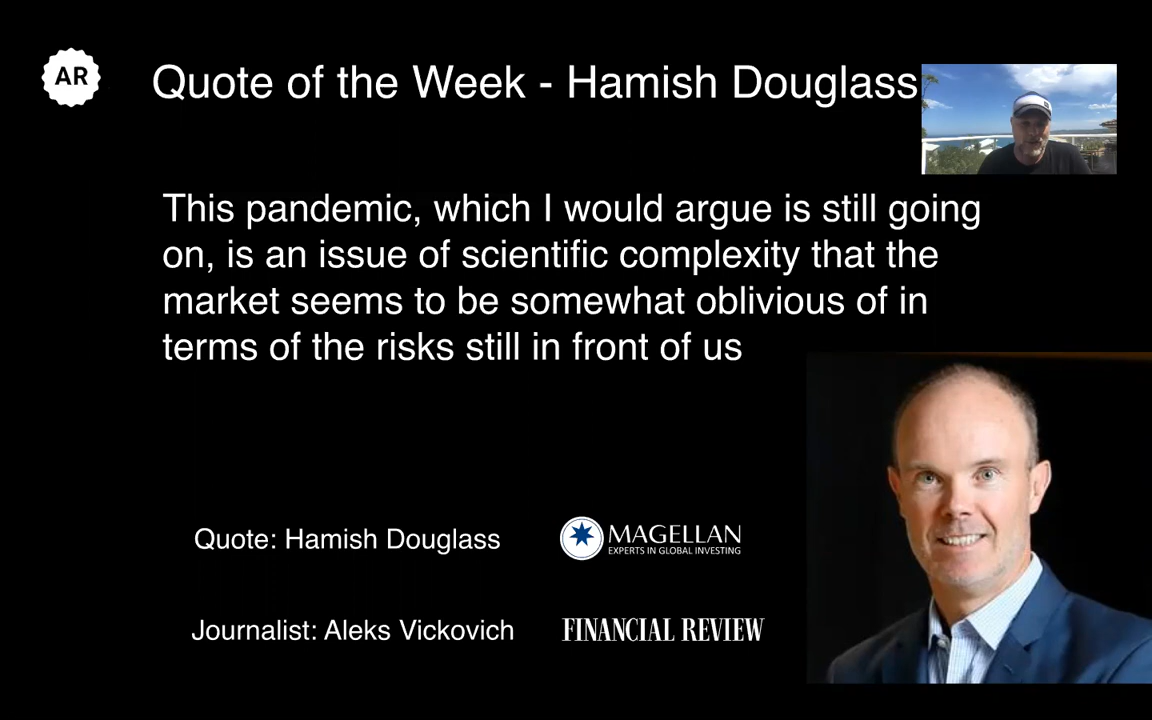 AR
Quote of the Week - Hamish Douglass
This pandemic, which I would argue is still going
on, is an issue of scientific complexity that the
market seems to be somewhat oblivious of in
terms of the risks still in front of us
Quote: Hamish Douglass
MAGELLAN
EXPERTS IN GLOBAL INVESTING
Journalist: Aleks Vickovich
FINANCIAL REVIEW